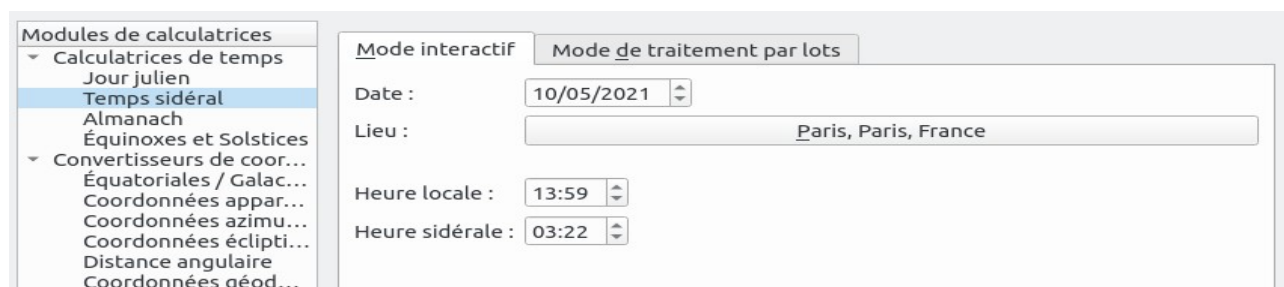 Modules de calculatrices
Calculatrices de temps
Jour julien
Temps sidéral
Almanach
Équinoxes et Solstices
Convertisseurs de coor...
Équatoriales / Galac...
Coordonnées appar...
Coordonnées azimu...
Coordonnées éclipti...
Distance angulaire
Coordonnées géod...
Mode interactif
Mode de traitement par lots
Date :
10/05/2021
Lieu :
Paris, Paris, France
Heure locale :
13:59
Heure sidérale :
03:22